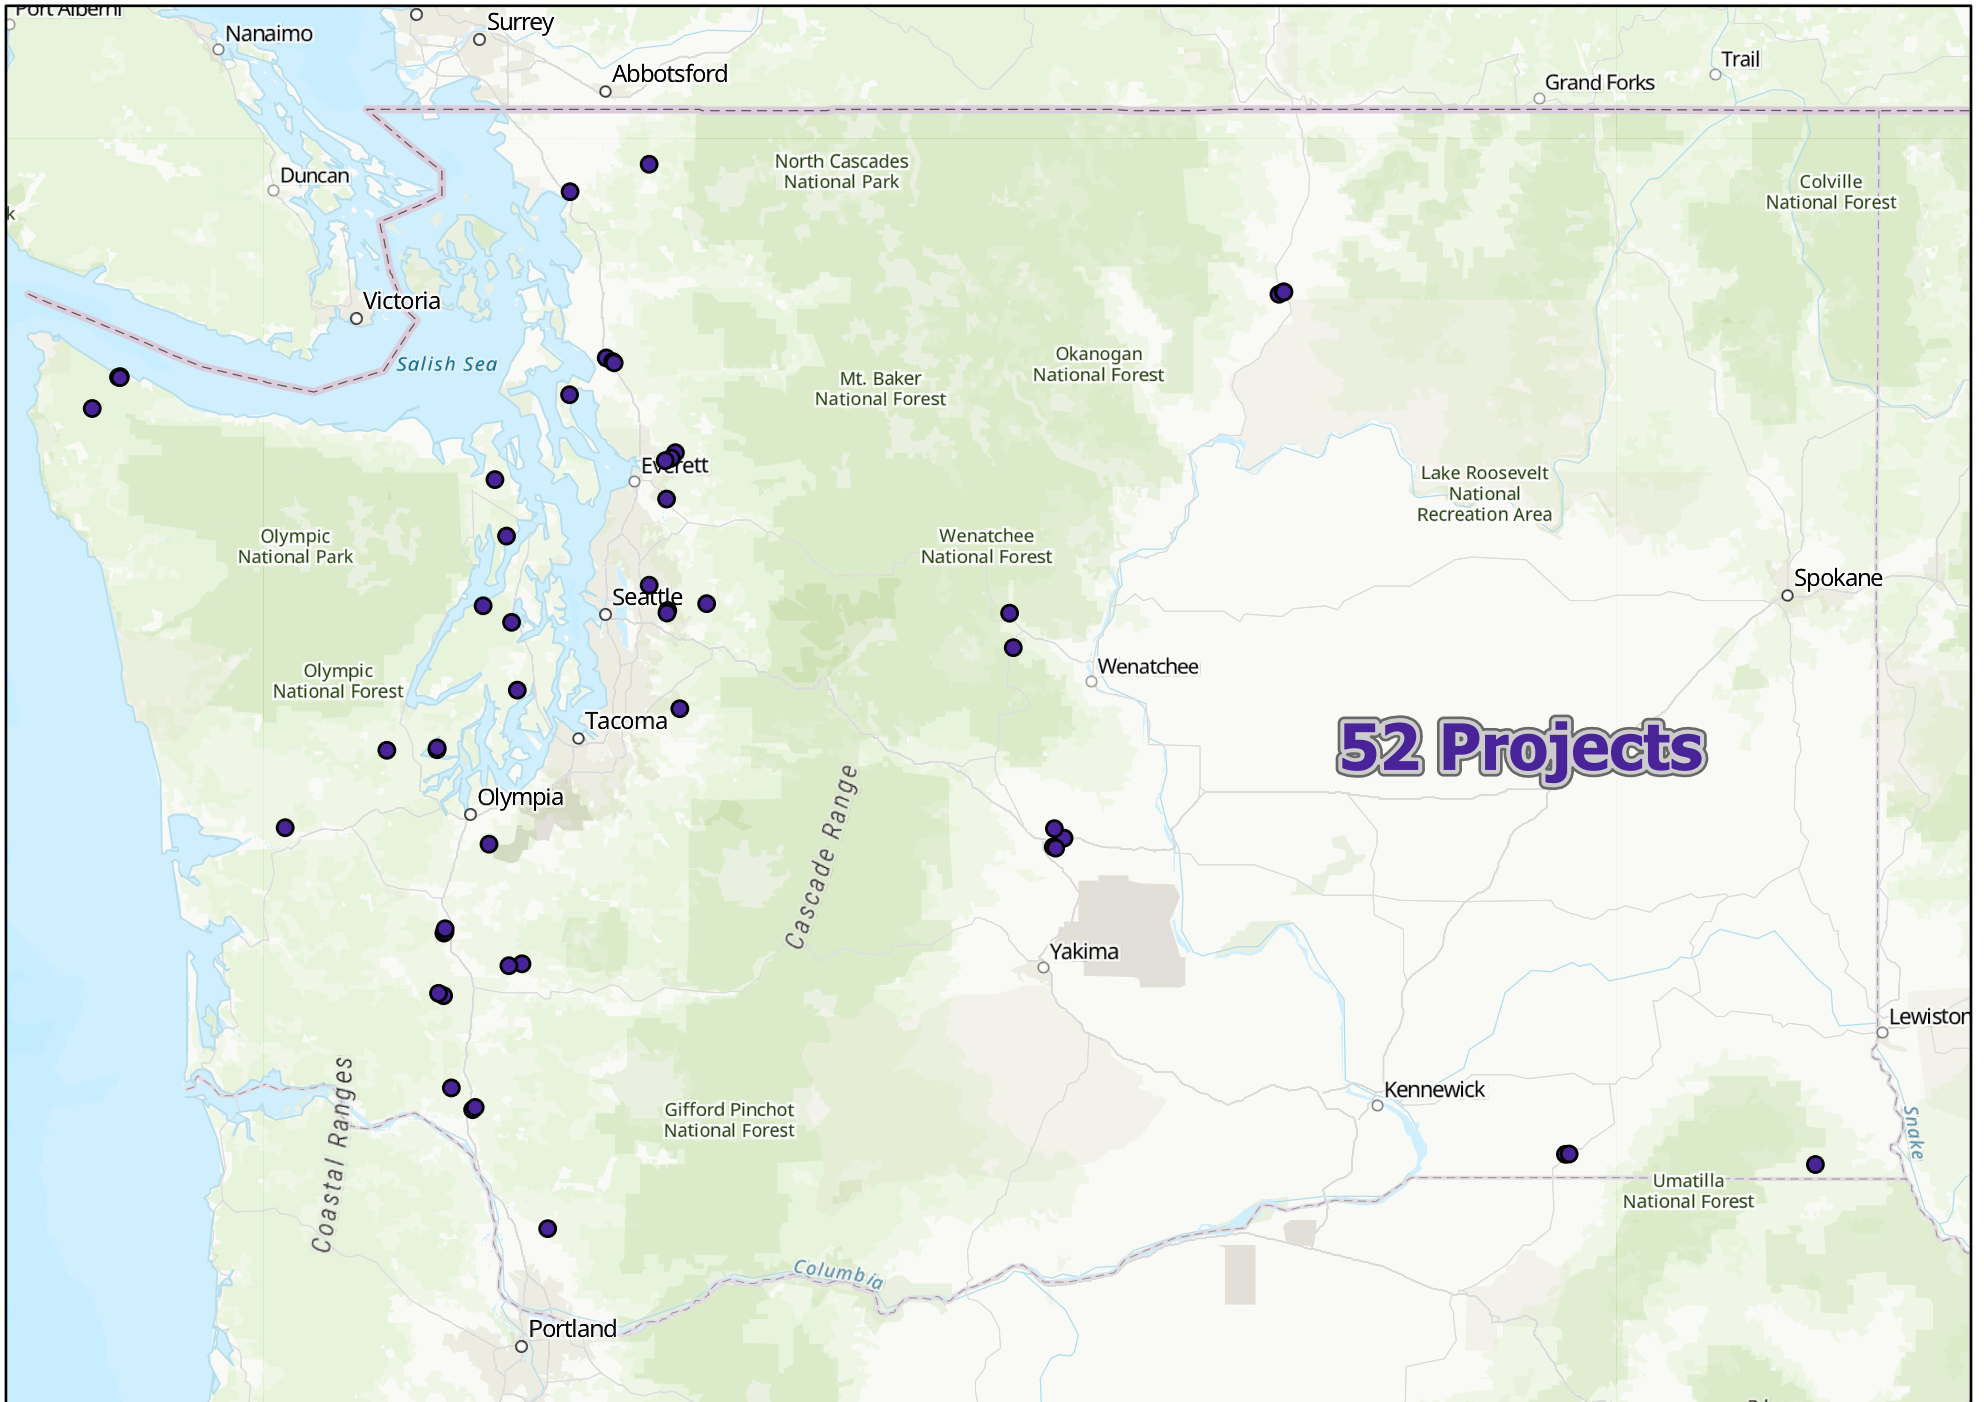 Port Alberni
Nanaimo
Surrey
Abbotsford
Trail
Grand Forks
Duncan
North Cascades
National Park
Colville
National Forest
k
Victoria
Salish Sea
Okanogan
National Forest
Mt. Baker
National Forest
Everett
Lake Roosevelt
National
Recreation Area
Olympic
National Park
Wenatchee
National Forest
Seattle
Spokane
Wenatchee
Olympic
National Forest
Tacoma
52 Projects
Olympia
Cascade Range
Yakima
Lewiston
Kennewick
Coastal Ranges
Gifford Pinchot
National Forest
Snake
Umatilla
National Forest
Columbia
Portland